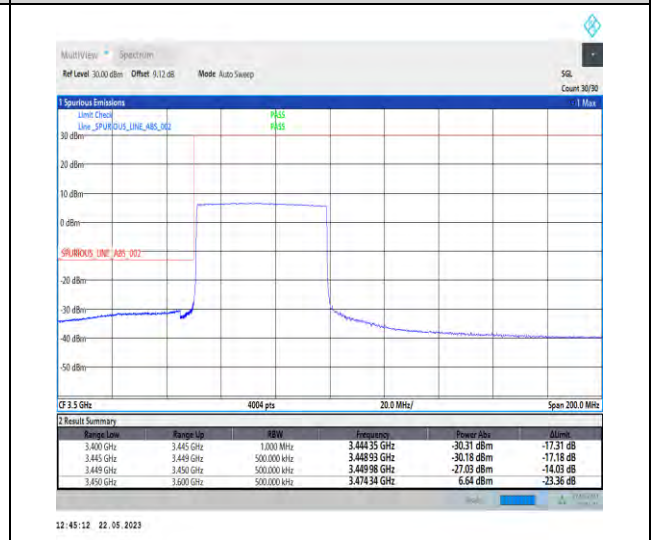 MultiView Spectrum
Ref Level 30.00 dBm Offset 9.12 dB Mode Auto Sweep SGL
Count 30/30
1 Spurious Emissions 1 Max
Limit Check PASS
Line _SPURIOUS_LINE_ABS_002 PASS
30 dBm
20 dBm
10 dBm
0 dBm
_SPURIOUS_LINE_ABS_002
-20 dBm
-30 dBm
-40 dBm
-50 dBm
CF 3.5 GHz 4004 pts 20.0 MHz/ Span 200.0 MHz
2 Result Summary
Range Low Range Up RBW Frequency Power Abs ΔLimit
3.400 GHz 3.445 GHz 1.000 MHz 3.444 35 GHz -30.31 dBm -17.31 dB
3.445 GHz 3.449 GHz 500.000 kHz 3.448 93 GHz -30.18 dBm -17.18 dB
3.449 GHz 3.450 GHz 500.000 kHz 3.449 98 GHz -27.03 dBm -14.03 dB
3.450 GHz 3.600 GHz 500.000 kHz 3.474 34 GHz 6.64 dBm -23.36 dB
12:45:12 22.05.2023